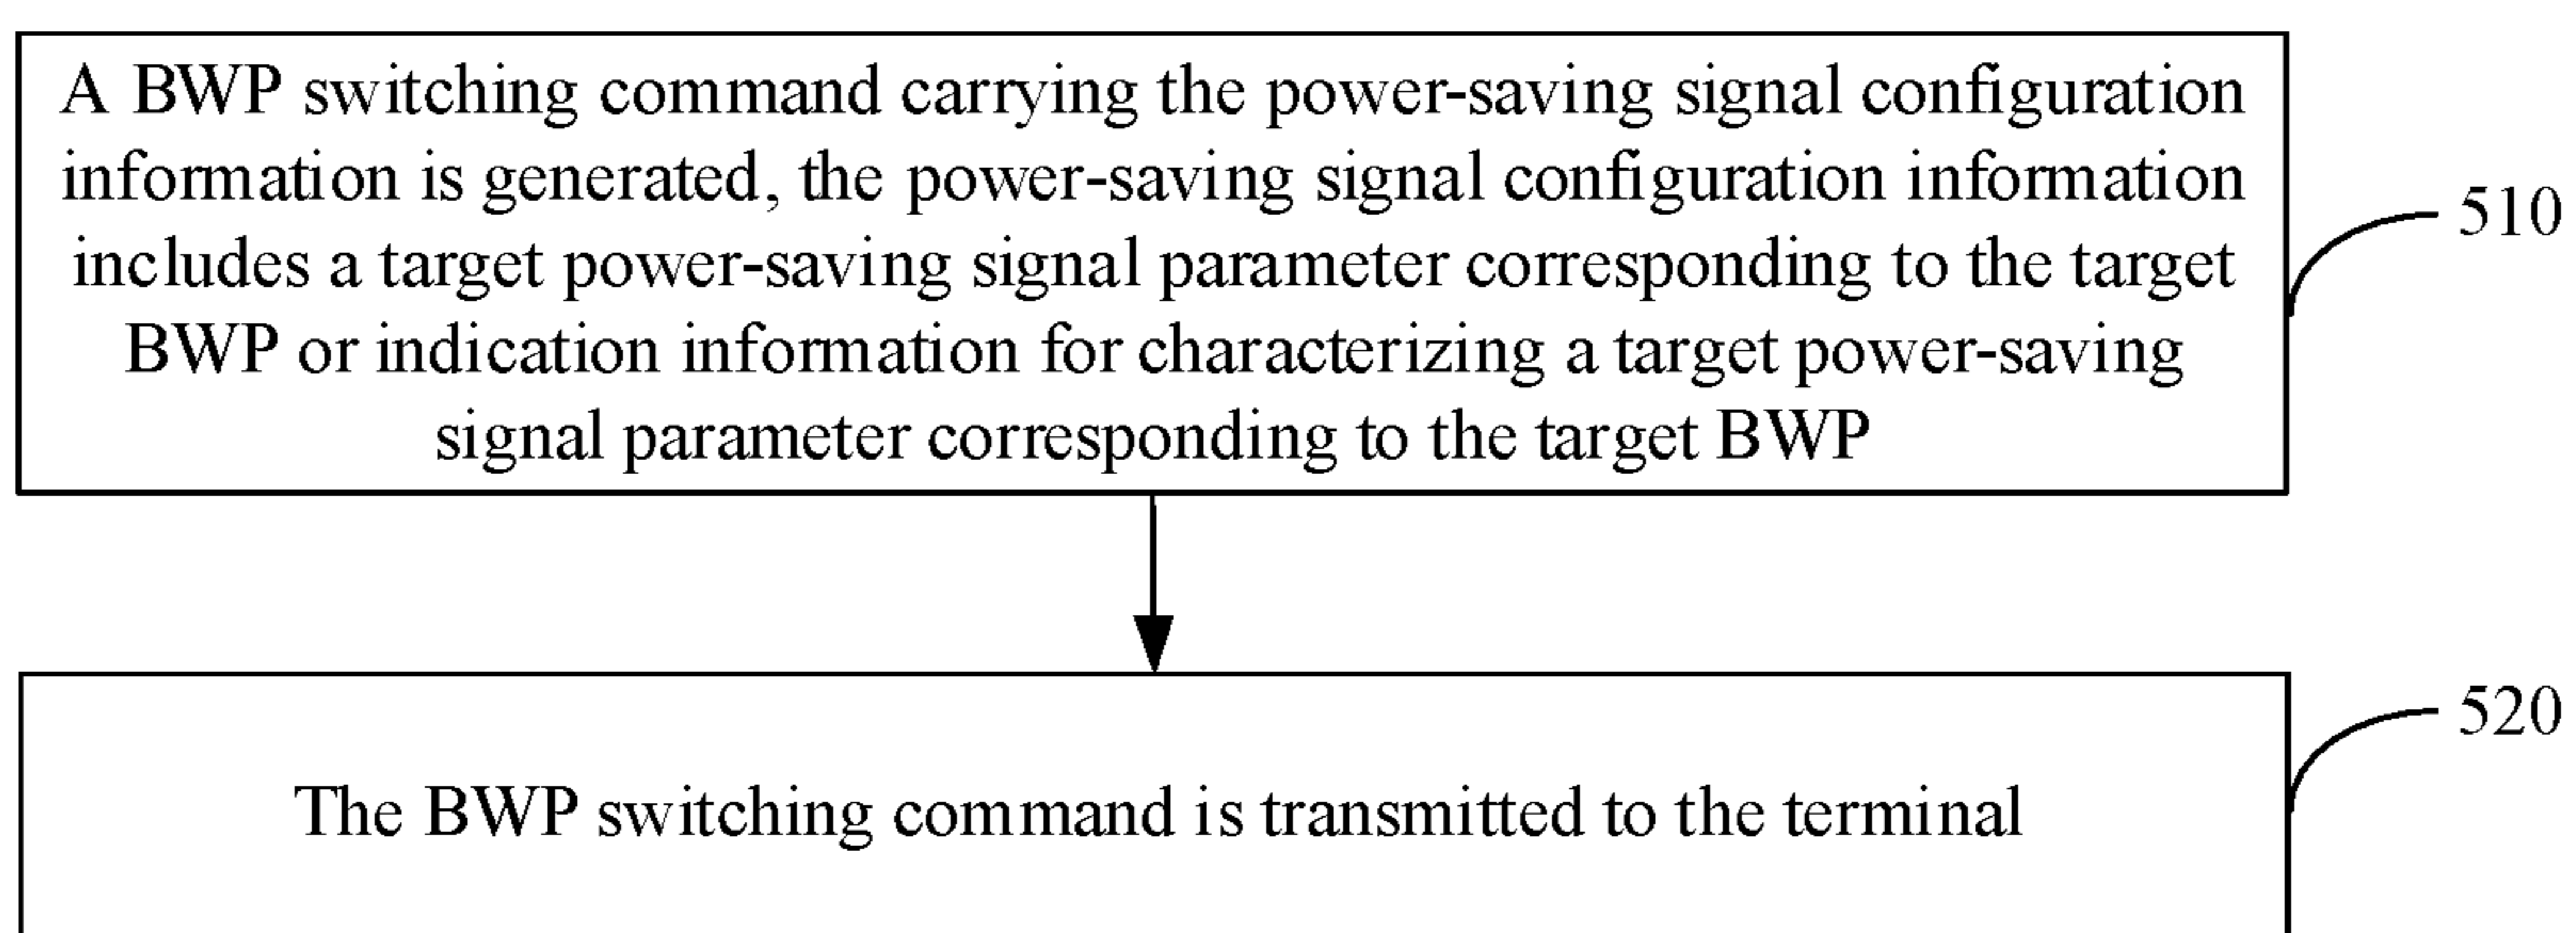 A BWP switching command carrying the power-saving signal configuration
information is generated, the power-saving signal configuration information
includes a target power-saving signal parameter corresponding to the target
BWP or indication information for characterizing a target power-saving
signal parameter corresponding to the target BWP
510
The BWP switching command is transmitted to the terminal
520